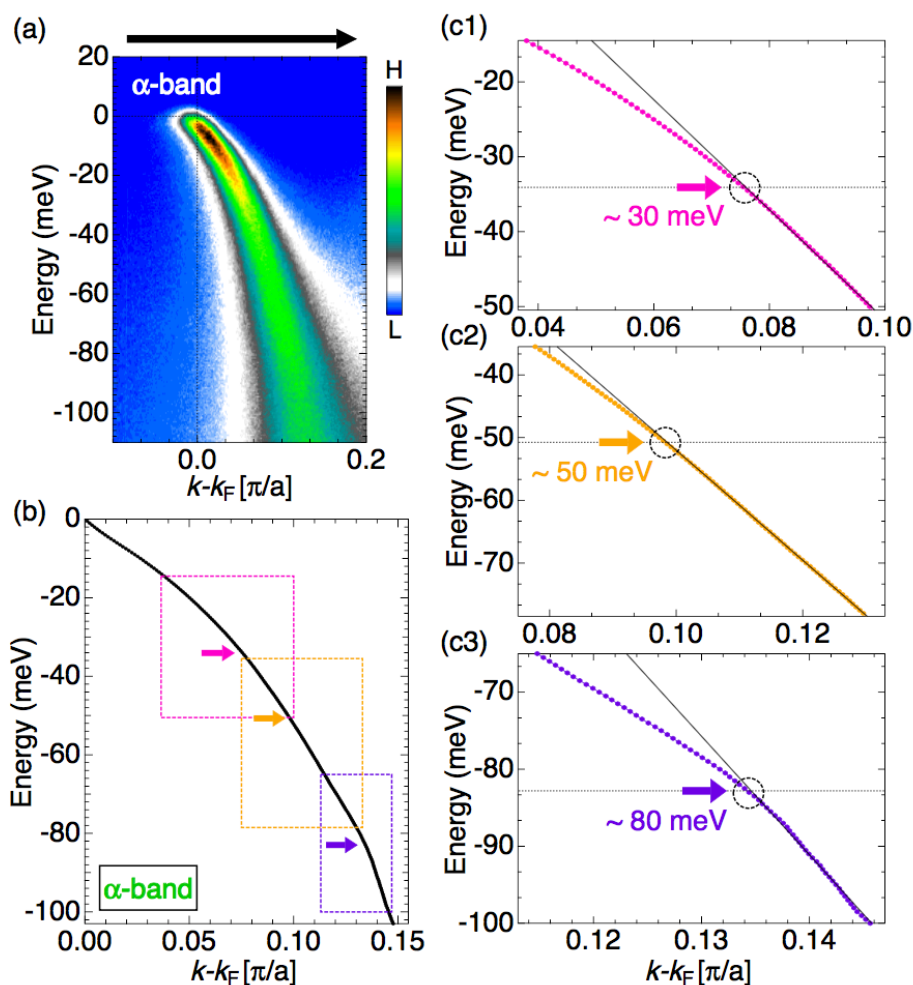 (a)
α-band
H
L
20
0
-20
-40
-60
-80
-100
Energy (meV)
0.0
0.2
k-kF [π/a]
(b)
0
-20
-40
-60
-80
-100
Energy (meV)
α-band
0.00
0.05
0.10
0.15
k-kF [π/a]
(c1)
-20
-30
-40
-50
Energy (meV)
~ 30 meV
0.04
0.06
0.08
0.10
(c2)
-40
-50
-60
-70
Energy (meV)
~ 50 meV
0.08
0.10
0.12
(c3)
-70
-80
-90
-100
Energy (meV)
~ 80 meV
0.12
0.13
0.14
k-kF [π/a]